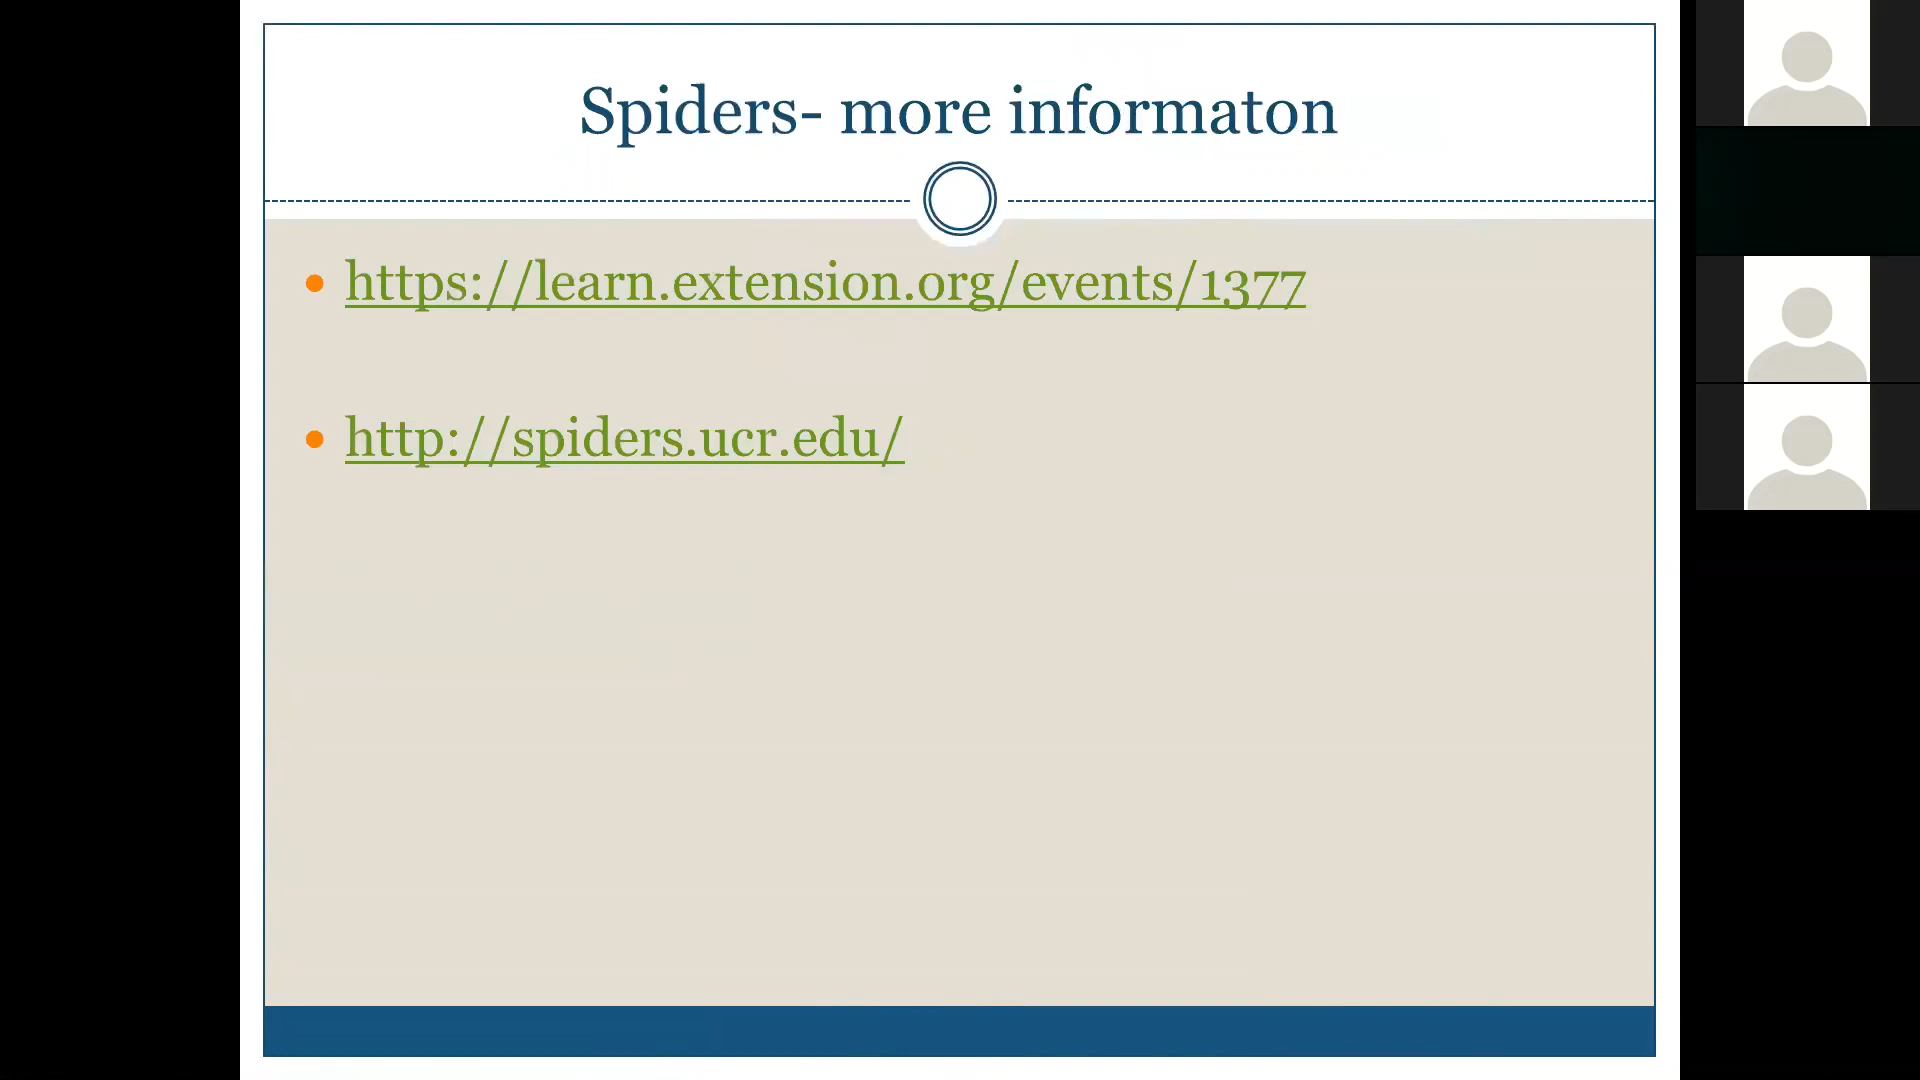 Spiders- more informaton
https://learn.extension.org/events/1377
http://spiders.ucr.edu/